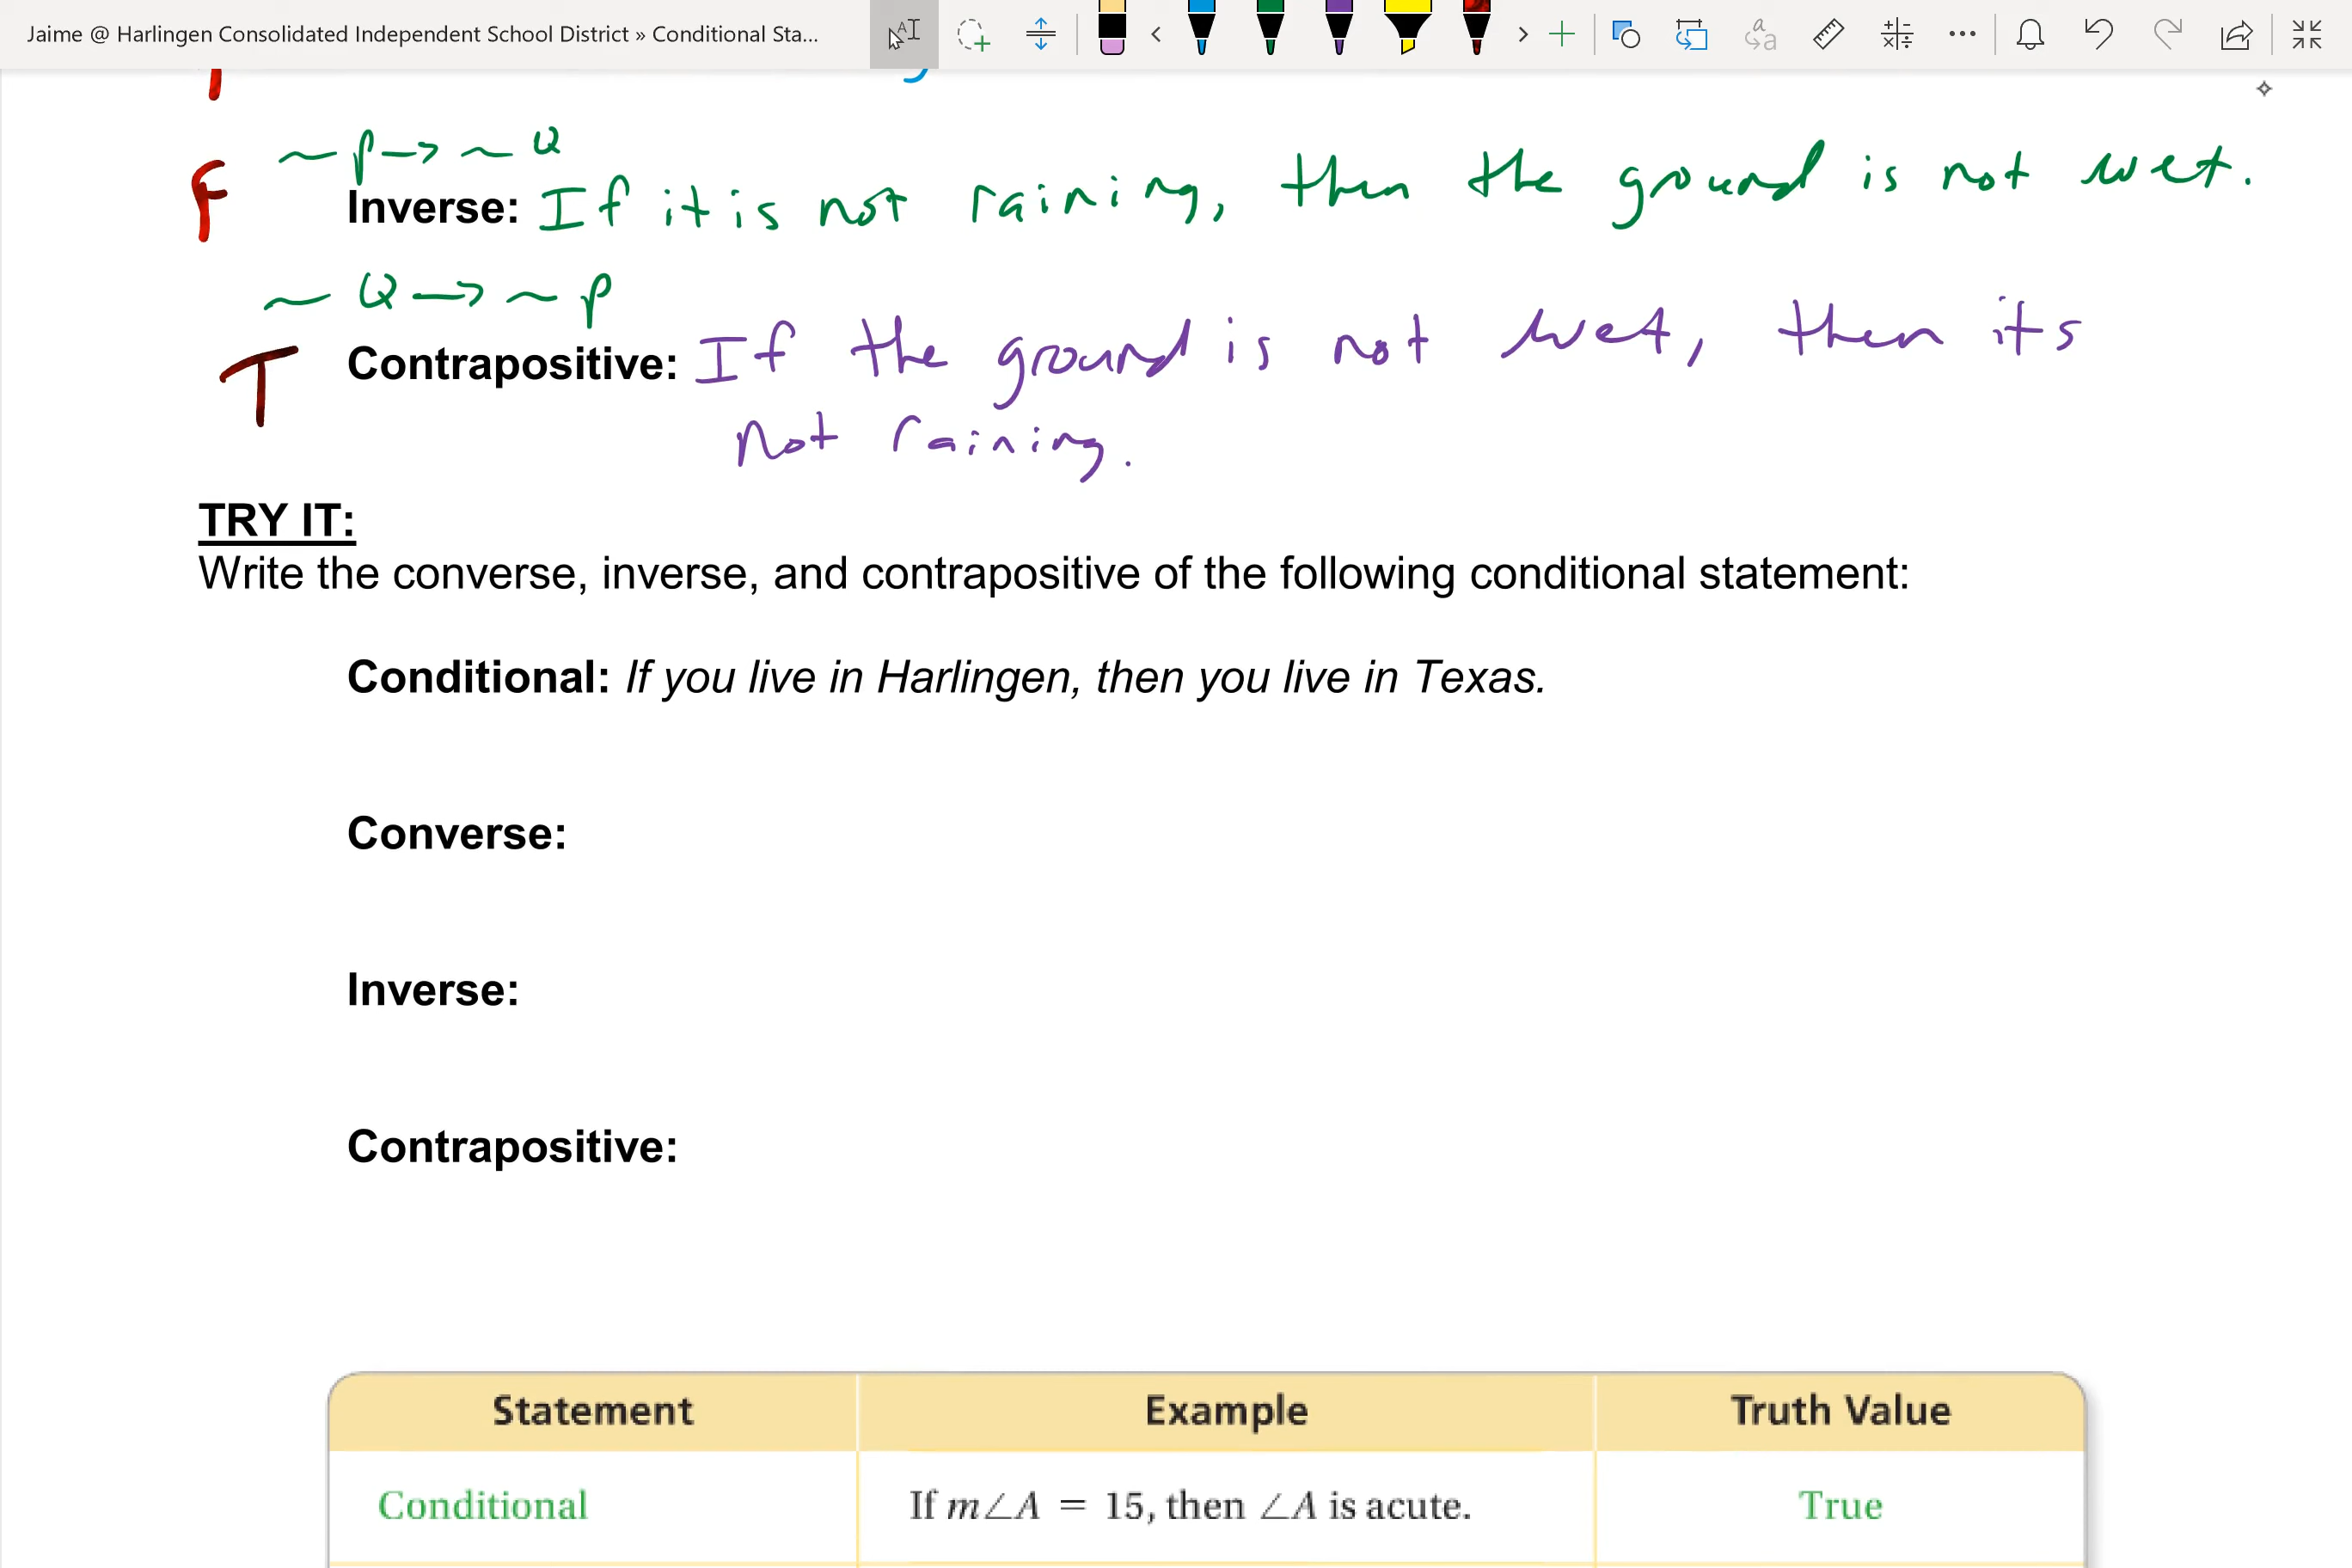 Jaime @ Harlingen Consolidated Independent School District » Conditional Sta...
~p→~Q
F
Inverse: If it is not raining, then the ground is not wet.
~Q→~p
T
Contrapositive: If the ground is not wet, then its
not raining.
TRY IT:
Write the converse, inverse, and contrapositive of the following conditional statement:
Conditional: If you live in Harlingen, then you live in Texas.
Converse:
Inverse:
Contrapositive:
Statement Example Truth Value
Conditional If m∠A = 15, then ∠A is acute. True